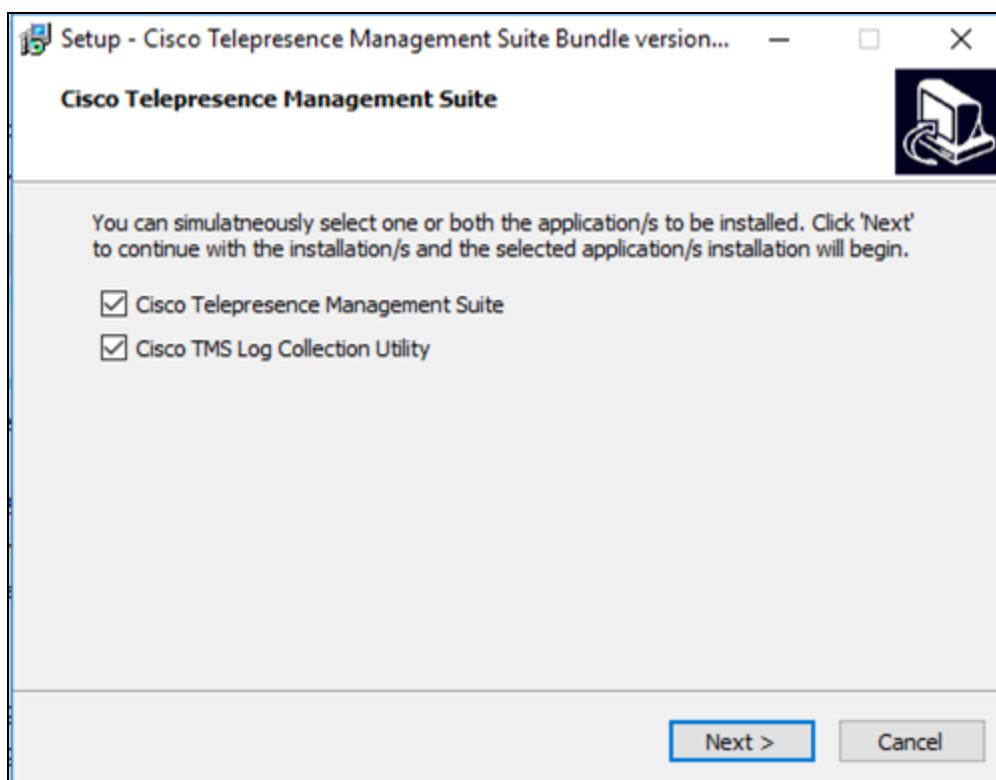 Setup - Cisco Telepresence Management Suite Bundle version...
Cisco Telepresence Management Suite
You can simulatneously select one or both the application/s to be installed. Click 'Next'
to continue with the installation/s and the selected application/s installation will begin.
Cisco Telepresence Management Suite
Cisco TMS Log Collection Utility
Next >
Cancel